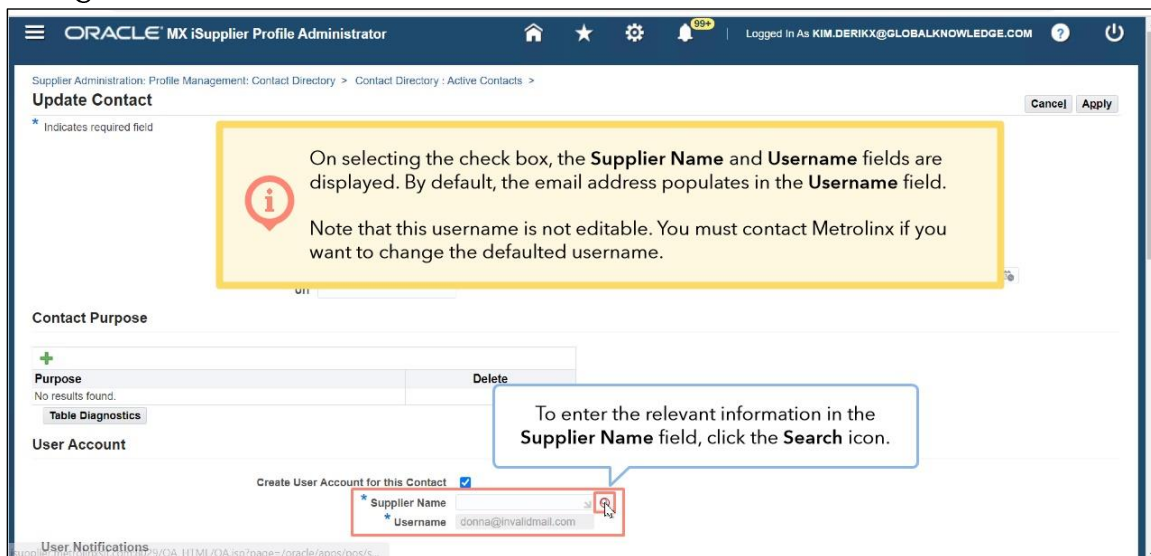 ORACLE MX iSupplier Profile Administrator
99+
Logged In As KIM.DERIKX@GLOBALKNOWLEDGE.COM
?
Supplier Administration: Profile Management: Contact Directory > Contact Directory : Active Contacts >
Update Contact
Cancel Apply
* Indicates required field
On selecting the check box, the Supplier Name and Username fields are
displayed. By default, the email address populates in the Username field.
Note that this username is not editable. You must contact Metrolinx if you
want to change the defaulted username.
Contact Purpose
Purpose Delete
No results found.
Table Diagnostics
To enter the relevant information in the
Supplier Name field, click the Search icon.
User Account
Create User Account for this Contact
* Supplier Name
* Username donna@invalidmail.com
User Notifications